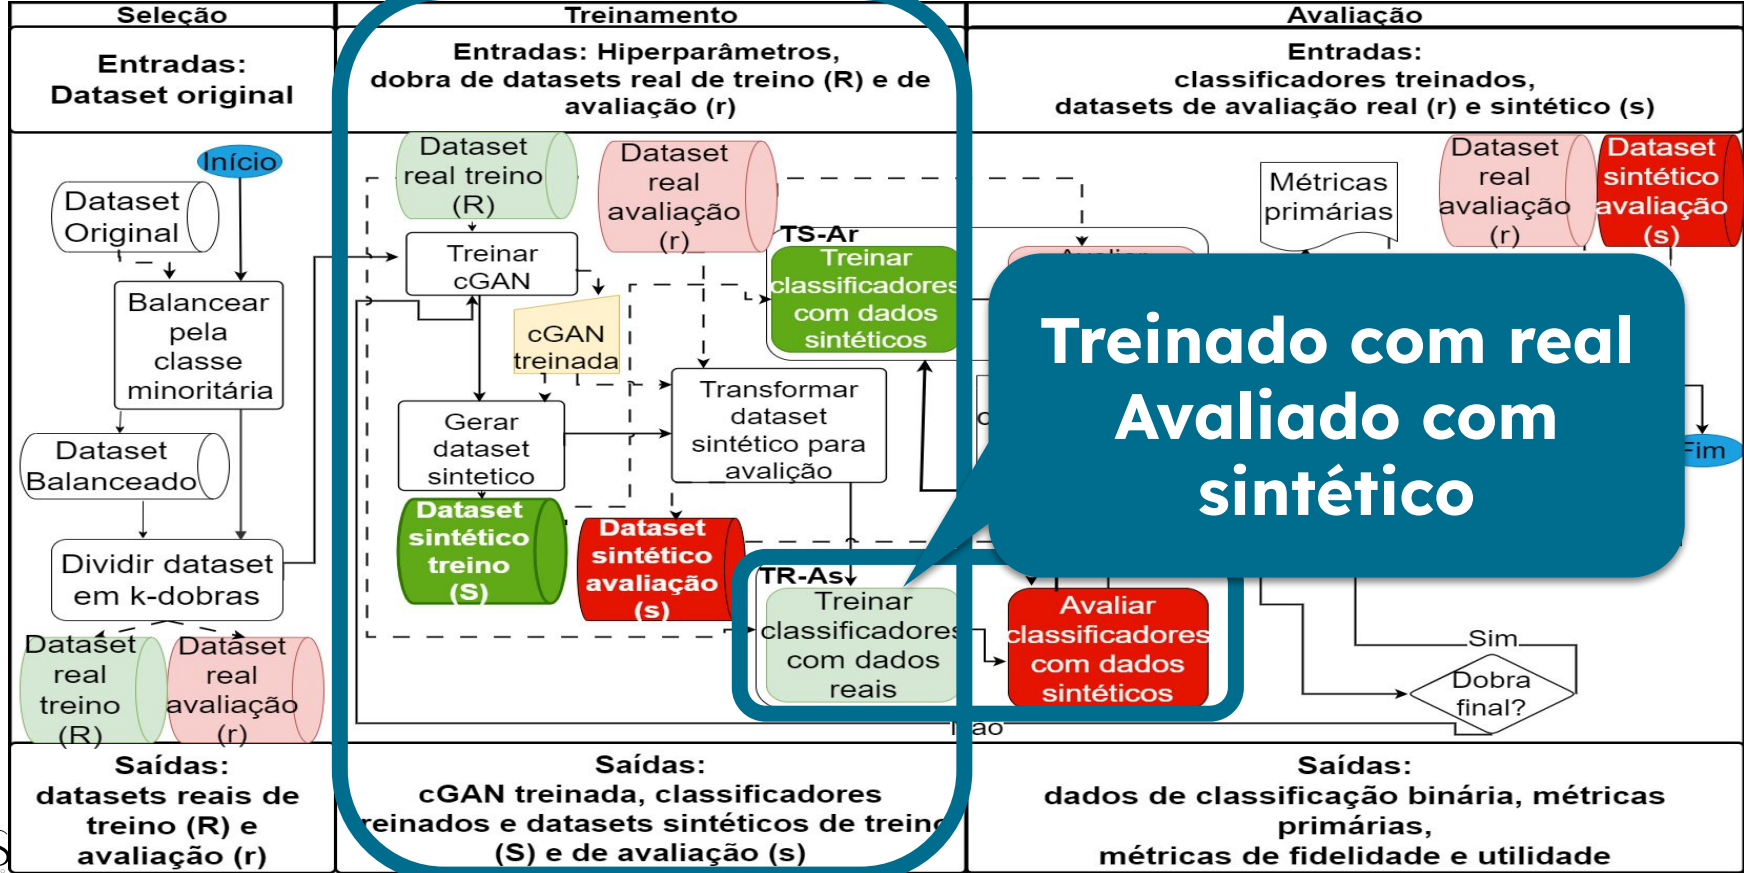 Seleção
Entradas:
Dataset original
Início
Dataset
Original
Balancear
pela
classe
minoritária
Dataset
Balanceado
Dividir dataset
em k-dobras
Dataset
real
treino
(R)
Dataset
real
avaliação
(r)
Saídas:
datasets reais de
treino (R) e
avaliação (r)
Treinamento
Entradas: Hiperparâmetros,
dobra de datasets real de treino (R) e de
avaliação (r)
Dataset
real treino
(R)
Dataset
real
avaliação
(r)
Treinar
cGAN
cGAN
treinada
Gerar
dataset
sintetico
Transformar
dataset
sintético para
avalição
Dataset
sintético
treino
(S)
Dataset
sintético
avaliação
(s)
TS-Ar
Treinar
classificadores
com dados
sintéticos
TR-As
Treinar
classificadores
com dados
reais
Saídas:
cGAN treinada, classificadores
reinados e datasets sintéticos de treino
(S) e de avaliação (s)
Avaliação
Entradas:
classificadores treinados,
datasets de avaliação real (r) e sintético (s)
Métricas
primárias
Dataset
real
avaliação
(r)
Dataset
sintético
avaliação
(s)
Treinado com real
Avaliado com
sintético
Fim
Avaliar
classificadores
com dados
sintéticos
Sim
Dobra
final?
Saídas:
dados de classificação binária, métricas
primárias,
métricas de fidelidade e utilidade